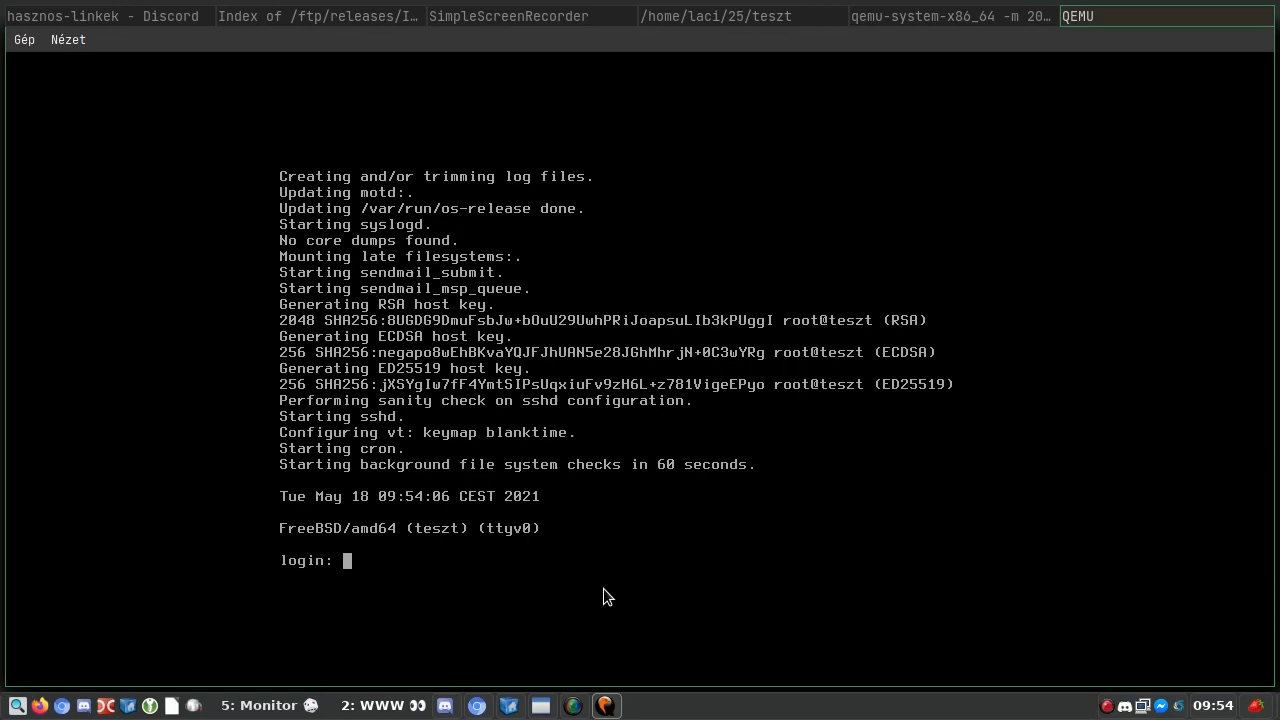 hasznos-linkek - Discord
Index of /ftp/releases/I…
SimpleScreenRecorder
/home/laci/25/teszt
qemu-system-x86_64 -m 20…
QEMU
Gép Nézet
Creating and/or trimming log files.
Updating motd:.
Updating /var/run/os-release done.
Starting syslogd.
No core dumps found.
Mounting late filesystems:.
Starting sendmail_submit.
Starting sendmail_msp_queue.
Generating RSA host key.
2048 SHA256:8UGDG9DmuFsbJw+bOuU29UwhPRiJoapsuLIb3kPUggI root@teszt (RSA)
Generating ECDSA host key.
256 SHA256:negapo8wEhBKvaYQJFJhUAN5e28JGhMhrjN+0C3wYRg root@teszt (ECDSA)
Generating ED25519 host key.
256 SHA256:jXSYgIw7fF4YmtSIPsUqxiuFv9zH6L+z781VigeEPyo root@teszt (ED25519)
Performing sanity check on sshd configuration.
Starting sshd.
Configuring vt: keymap blanktime.
Starting cron.
Starting background file system checks in 60 seconds.
Tue May 18 09:54:06 CEST 2021
FreeBSD/amd64 (teszt) (ttyv0)
login:
5: Monitor
2: WWW
09:54